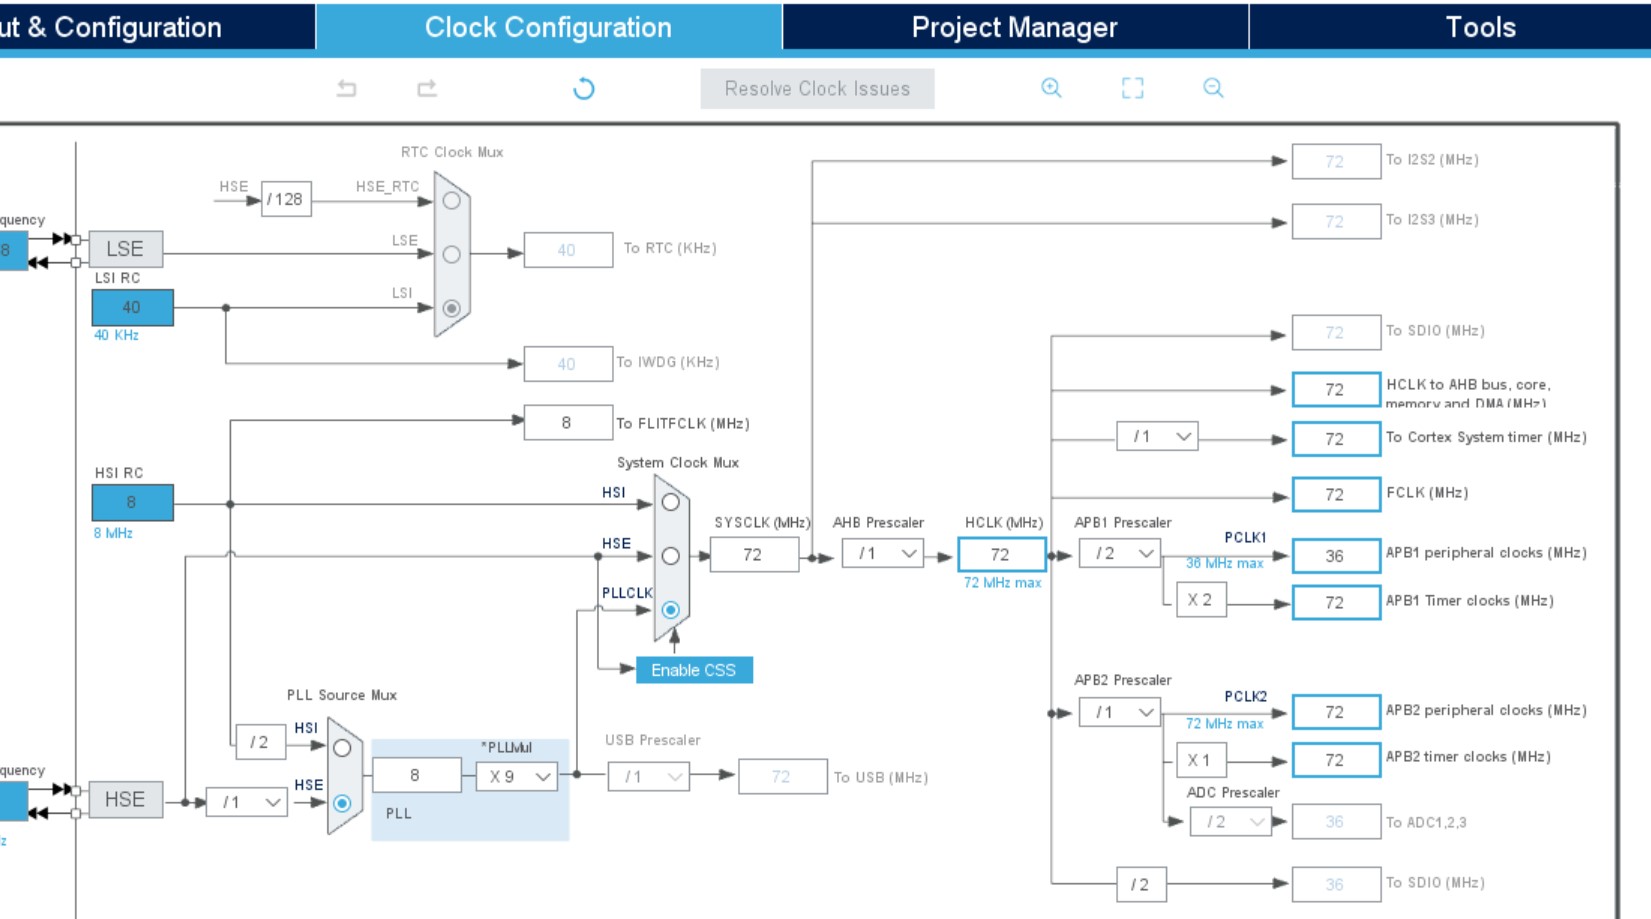 ut & Configuration
Clock Configuration
Project Manager
Tools
Resolve Clock Issues
RTC Clock Mux
HSE
/ 128
HSE_RTC
72
To I2S2 (MHz)
72
To I2S3 (MHz)
quency
8
LSE
LSE
40
To RTC (KHz)
LSI RC
40
40 KHz
LSI
72
To SDIO (MHz)
40
To IWDG (KHz)
72
HCLK to AHB bus, core,
memory and DMA (MHz)
8
To FLITFCLK (MHz)
/ 1
72
To Cortex System timer (MHz)
HSI RC
8
8 MHz
System Clock Mux
HSI
72
FCLK (MHz)
HSE
SYSCLK (MHz)
72
AHB Prescaler
/ 1
HCLK (MHz)
72
72 MHz max
APB1 Prescaler
/ 2
PCLK1
36 MHz max
36
APB1 peripheral clocks (MHz)
PLLCLK
X 2
72
APB1 Timer clocks (MHz)
Enable CSS
PLL Source Mux
APB2 Prescaler
/ 1
PCLK2
72 MHz max
72
APB2 peripheral clocks (MHz)
HSI
/ 2
*PLLMul
8
X 9
PLL
USB Prescaler
/ 1
72
To USB (MHz)
X 1
72
APB2 timer clocks (MHz)
quency
HSE
/ 1
HSE
ADC Prescaler
/ 2
36
To ADC1,2,3
z
/ 2
36
To SDIO (MHz)